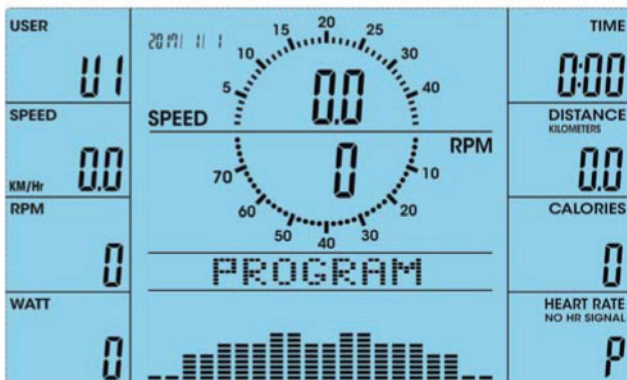 USER
U1
SPEED
KM/Hr 0.0
RPM
0
WATT
0
2017/ 1/ 1
5 10 15 20 25 30 40
0.0
SPEED
RPM
0
70 60 50 40 30 20 10
PROGRAM
TIME
0:00
DISTANCE
KILOMETERS
0.0
CALORIES
0
HEART RATE
NO HR SIGNAL
P